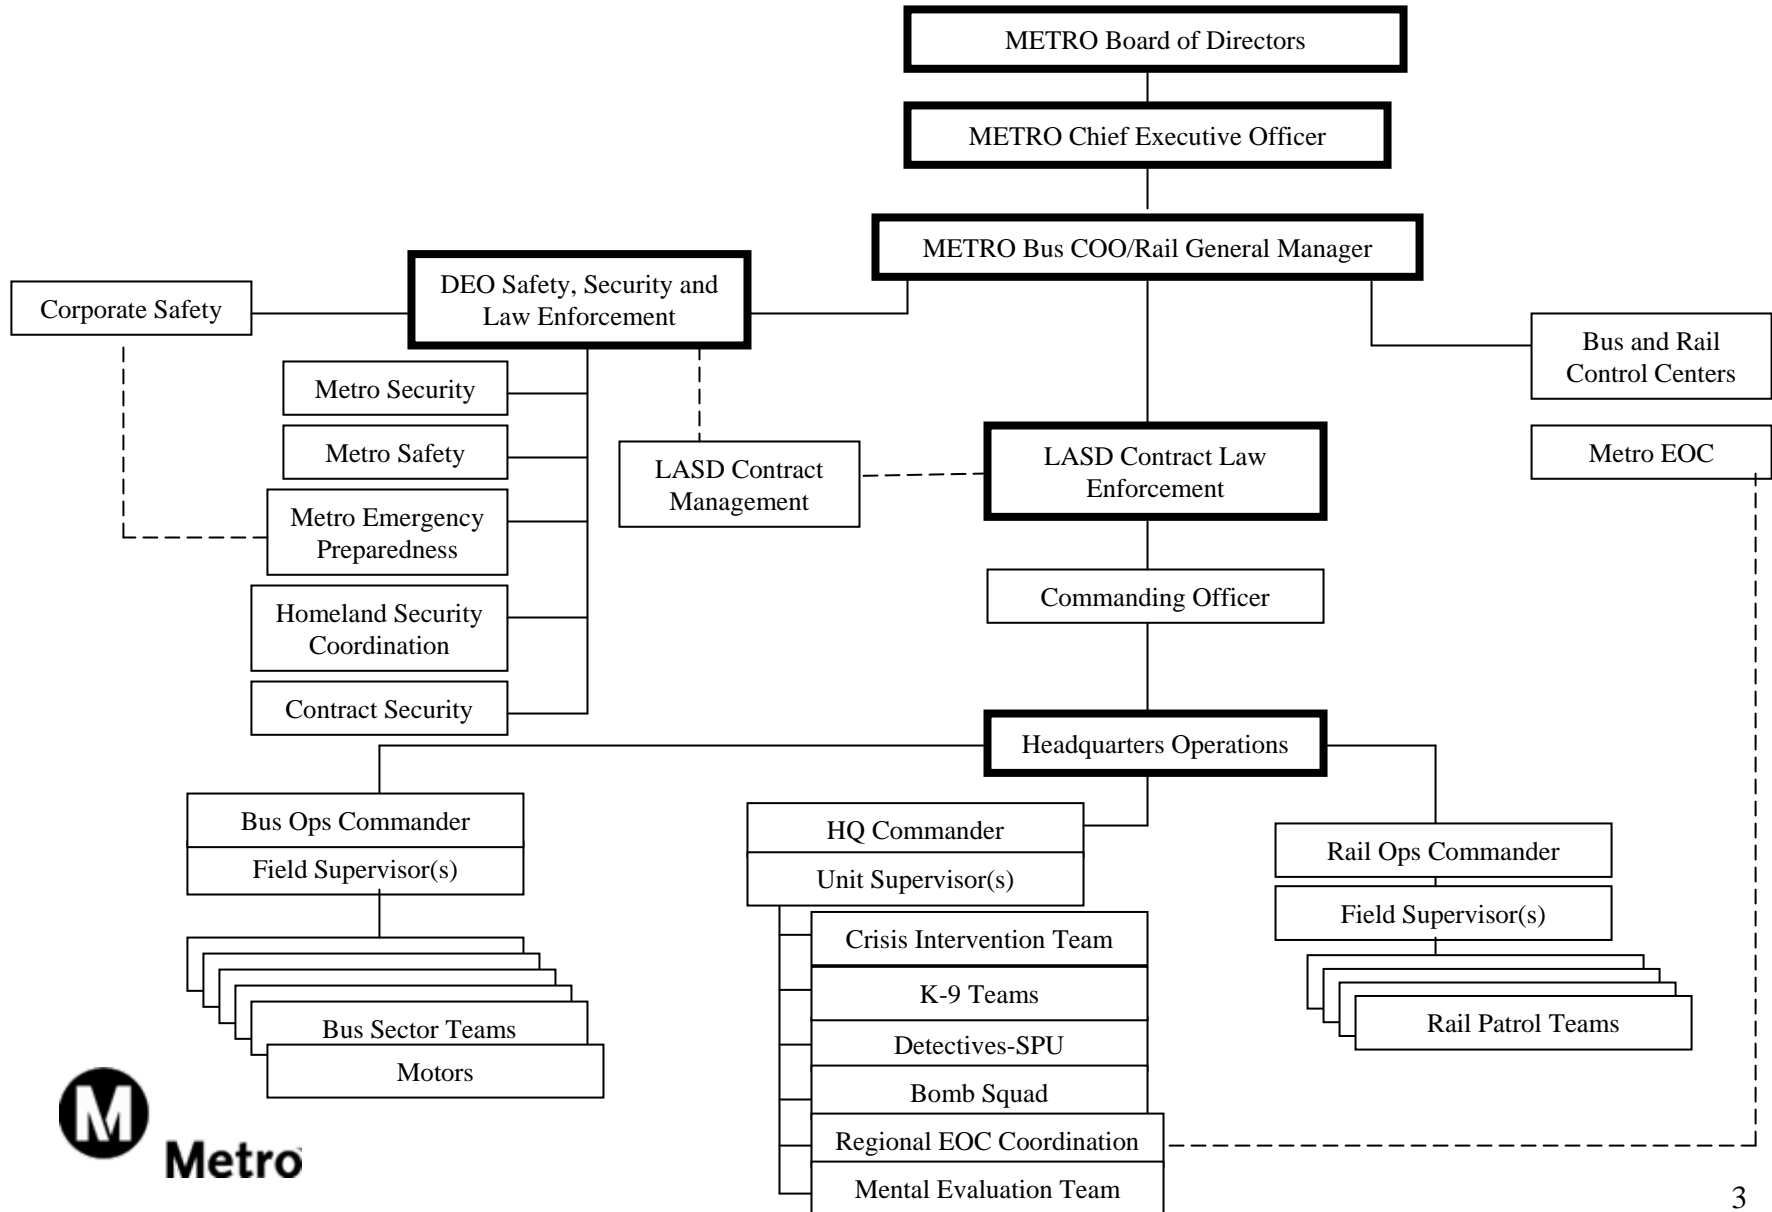 METRO Board of Directors
METRO Chief Executive Officer
METRO Bus COO/Rail General Manager
DEO Safety, Security and
Law Enforcement
Corporate Safety
Bus and Rail
Control Centers
Metro Security
Metro Safety
LASD Contract
Management
LASD Contract Law
Enforcement
Metro EOC
Metro Emergency
Preparedness
Commanding Officer
Homeland Security
Coordination
Contract Security
Headquarters Operations
Bus Ops Commander
Field Supervisor(s)
HQ Commander
Unit Supervisor(s)
Rail Ops Commander
Field Supervisor(s)
Crisis Intervention Team
K-9 Teams
Detectives-SPU
Bomb Squad
Regional EOC Coordination
Mental Evaluation Team
Bus Sector Teams
Motors
Rail Patrol Teams
M
Metro
3